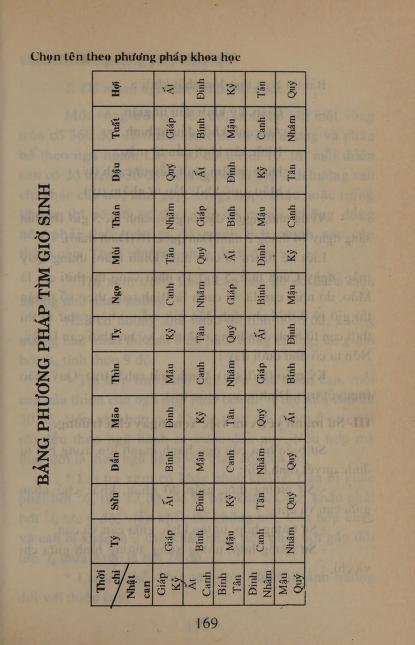 Chọn tên theo phương pháp khoa học
BẢNG PHƯƠNG PHÁP TÌM GIỜ SINH
Thời chi Nhật can Tý Sửu Dần Mão Thìn Tỵ Ngọ Mùi Thân Dậu Tuất Hợi
Giáp Kỷ Giáp Ất Bính Đinh Mậu Kỷ Canh Tân Nhâm Quý Giáp Ất
Ất Canh Bính Đinh Mậu Kỷ Canh Tân Nhâm Quý Giáp Ất Bính Đinh
Bính Tân Mậu Kỷ Canh Tân Nhâm Quý Giáp Ất Bính Đinh Mậu Kỷ
Đinh Nhâm Canh Tân Nhâm Quý Giáp Ất Bính Đinh Mậu Kỷ Canh Tân
Mậu Quý Nhâm Quý Quý Ất Bính Đinh Mậu Kỷ Canh Tân Nhâm Quý
169